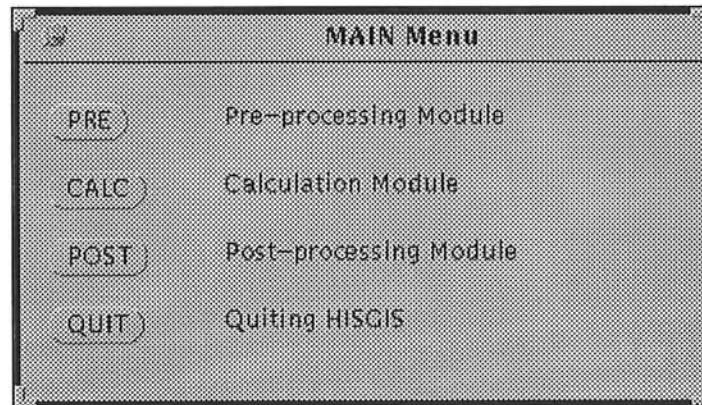 MAIN Menu
PRE Pre-processing Module
CALC Calculation Module
POST Post-processing Module
QUIT Quiting HISGIS